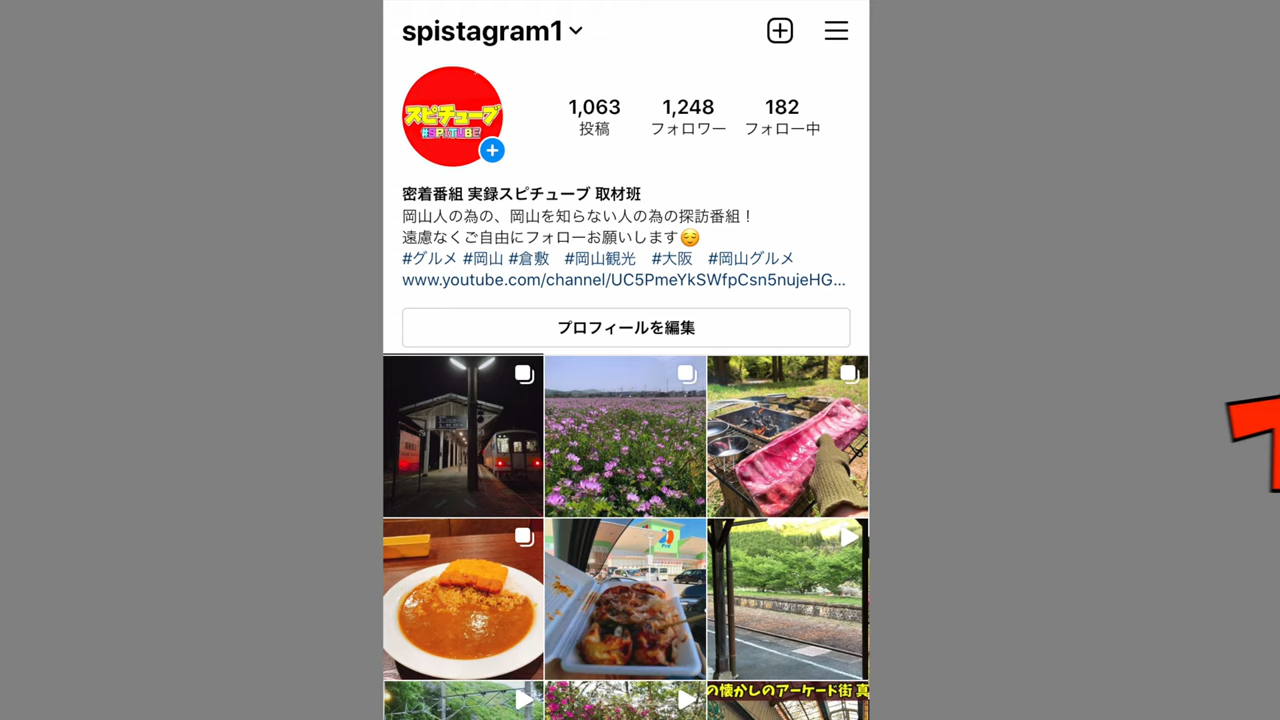 spistagram1
スピチューブ
#SPITUBE
1,063
投稿
1,248
フォロワー
182
フォロー中
密着番組 実録スピチューブ 取材班
岡山人の為の、岡山を知らない人の為の探訪番組！
遠慮なくご自由にフォローお願いします😌
#グルメ #岡山 #倉敷　#岡山観光　#大阪　#岡山グルメ
www.youtube.com/channel/UC5PmeYkSWfpCsn5nujeHG...
プロフィールを編集
の懐かしのアーケード街 真